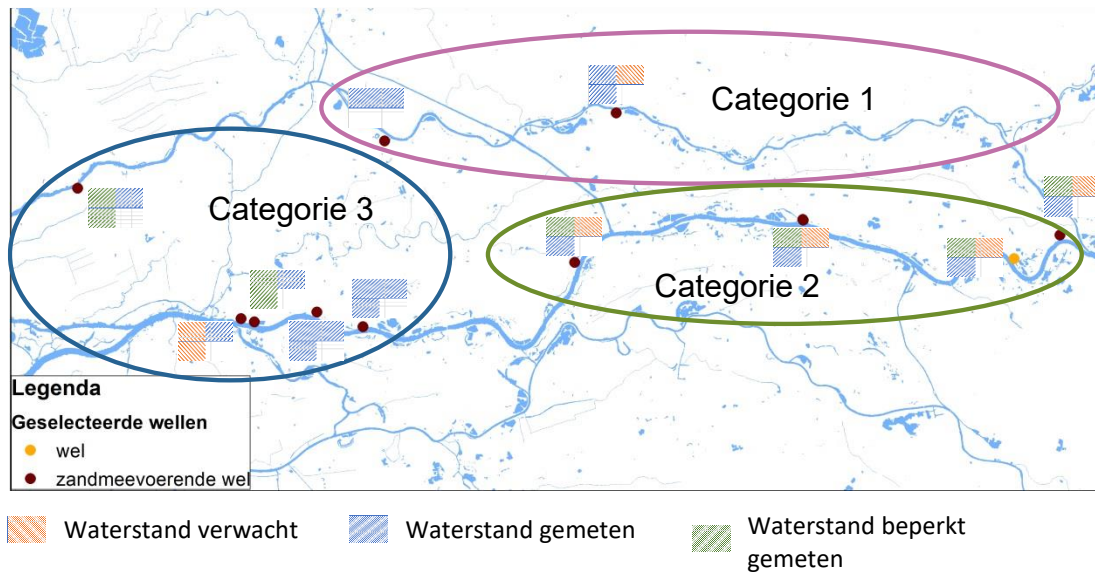 Categorie 1
Categorie 3
Categorie 2
Legenda
Geselecteerde wellen
wel
zandmeevoerende wel
Waterstand verwacht
Waterstand gemeten
Waterstand beperkt
gemeten